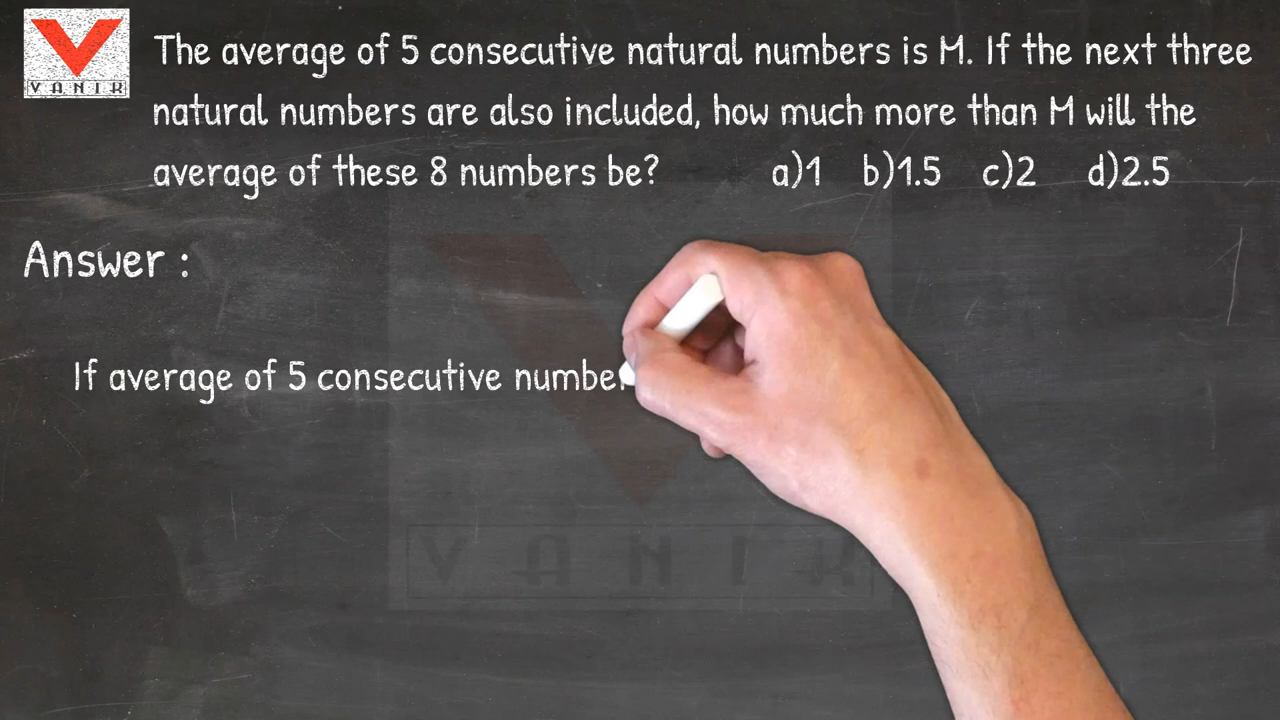 VANIK
The average of 5 consecutive natural numbers is M. If the next three
natural numbers are also included, how much more than M will the
average of these 8 numbers be? a)1 b)1.5 c)2 d)2.5
Answer :
If average of 5 consecutive number
VANIK